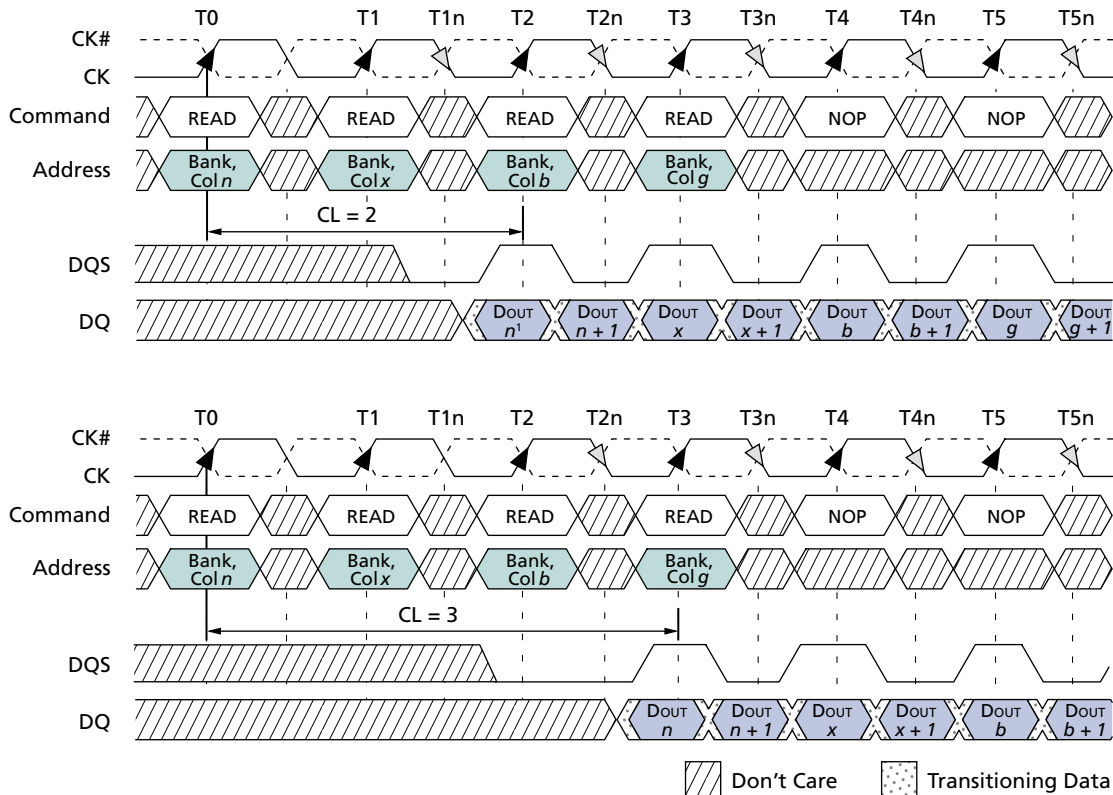 T0 T1 T1n T2 T2n T3 T3n T4 T4n T5 T5n
CK#
CK
Command READ READ READ READ NOP NOP
Address Bank, Col n Bank, Col x Bank, Col b Bank, Col g
CL = 2
DQS
DQ DOUT n¹ DOUT n + 1 DOUT x DOUT x + 1 DOUT b DOUT b + 1 DOUT g DOUT g + 1
T0 T1 T1n T2 T2n T3 T3n T4 T4n T5 T5n
CK#
CK
Command READ READ READ READ NOP NOP
Address Bank, Col n Bank, Col x Bank, Col b Bank, Col g
CL = 3
DQS
DQ DOUT n DOUT n + 1 DOUT x DOUT x + 1 DOUT b DOUT b + 1
Don't Care Transitioning Data